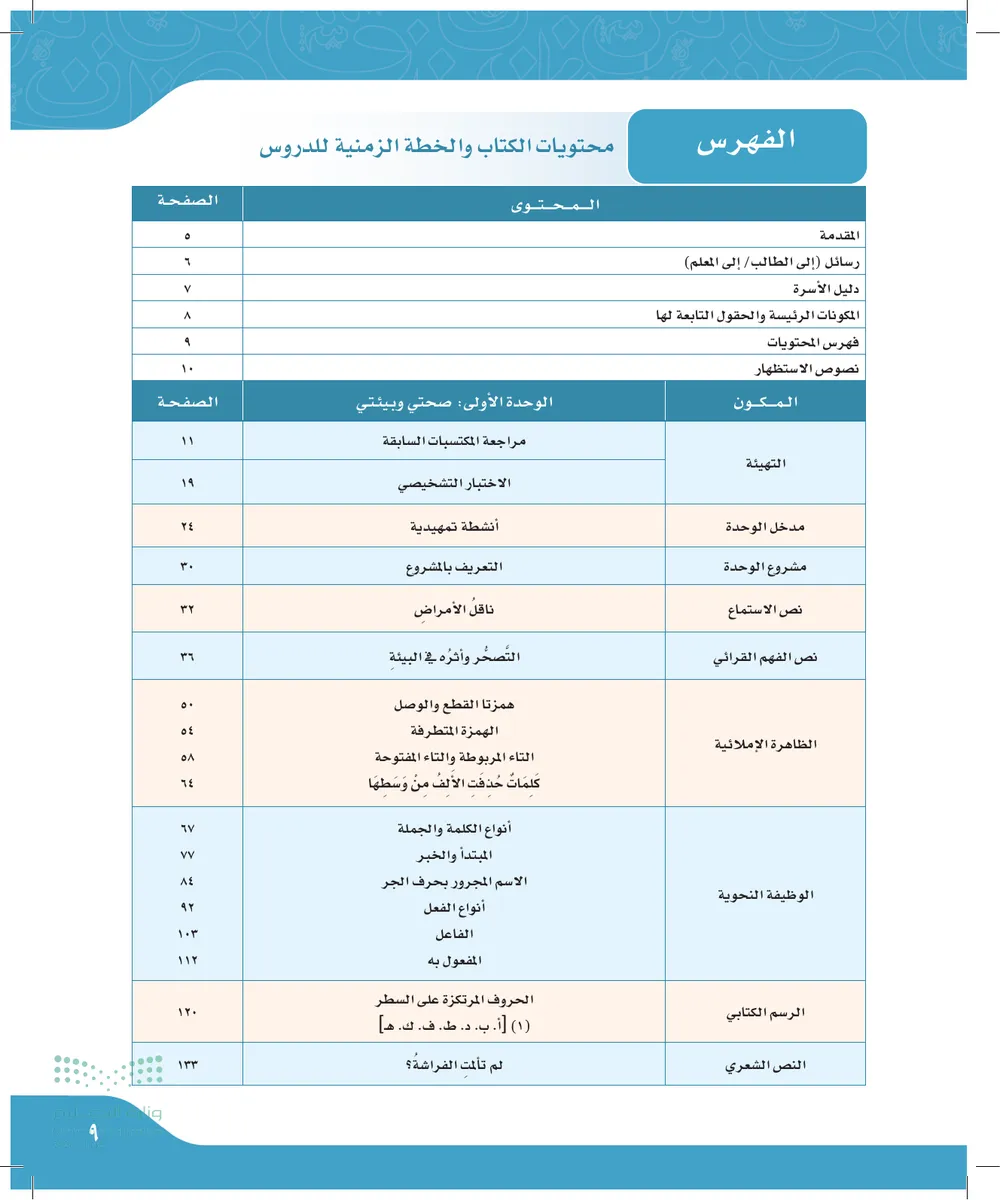 الفهرس
محتويات الكتاب والخطة الزمنية للدروس
الـمـحـتـوى الصفحة
المقدمة ٥
رسائل (إلى الطالب/ إلى المعلم) ٦
دليل الأسرة ٧
المكونات الرئيسة والحقول التابعة لها ٨
فهرس المحتويات ٩
نصوص الاستظهار ١٠
المـكـون الوحدة الأولى: صحتي وبيئتي الصفحة
التهيئة
مراجعة المكتسبات السابقة ١١
الاختبار التشخيصي ١٩
مدخل الوحدة أنشطة تمهيدية ٢٤
مشروع الوحدة التعريف بالمشروع ٣٠
نص الاستماع ناقلُ الأمراضِ ٣٢
نص الفهم القرائي التَّصحُّر وأثرُه في البيئةِ ٣٦
الظاهرة الإملائية
همزتا القطع والوصل ٥٠
الهمزة المتطرفة ٥٤
التاء المربوطة والتاء المفتوحة ٥٨
كَلِمَاتٌ حُذِفَتِ الأَلِفُ مِنْ وَسَطِهَا ٦٤
الوظيفة النحوية
أنواع الكلمة والجملة ٦٧
المبتدأ والخبر ٧٧
الاسم المجرور بحرف الجر ٨٤
أنواع الفعل ٩٢
الفاعل ١٠٣
المفعول به ١١٢
الرسم الكتابي
الحروف المرتكزة على السطر
(١) [أ. ب. د. ط. ف. ك. هـ] ١٢٠
النص الشعري لم تألمتِ الفراشةُ؟ ١٣٣
٩